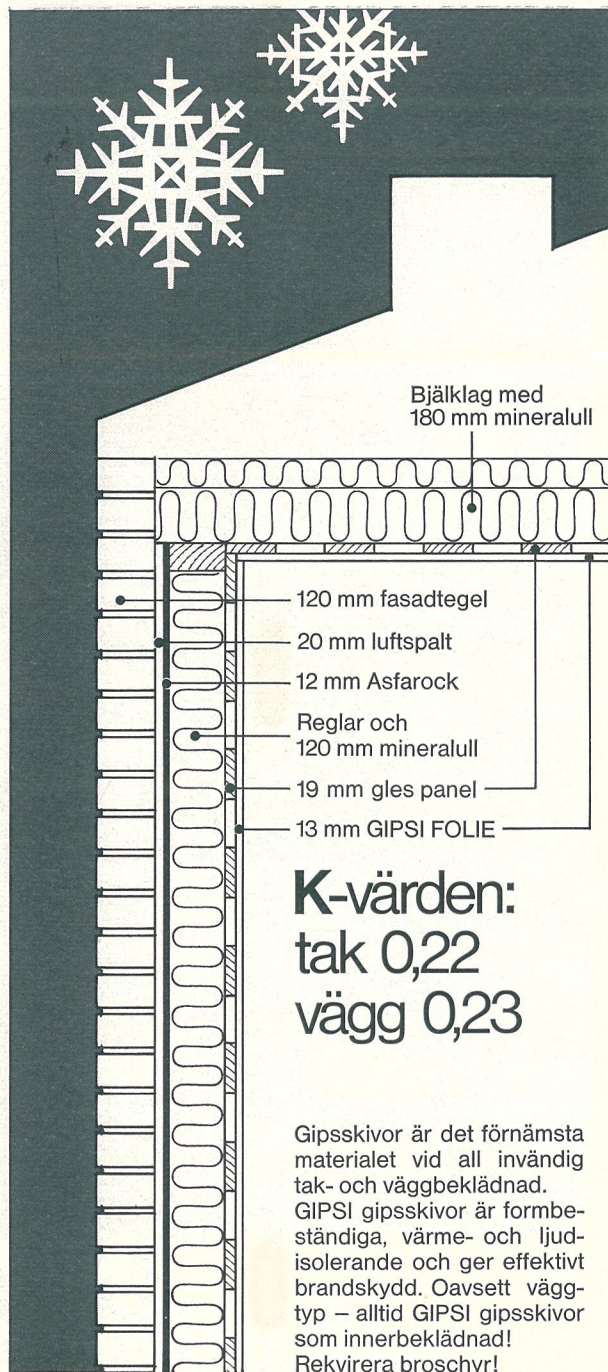 Bjälklag med
180 mm mineralull
120 mm fasadtegel
20 mm luftspalt
12 mm Asfarock
Reglar och
120 mm mineralull
19 mm gles panel
13 mm GIPSI FOLIE
K-värden:
tak 0,22
vägg 0,23
Gipsskivor är det förnämsta
materialet vid all invändig
tak- och väggbeklädnad.
GIPSI gipsskivor är formbe-
ständiga, värme- och ljud-
isolerande och ger effektivt
brandskydd. Oavsett vägg-
typ – alltid GIPSI gipsskivor
som innerbeklädnad!
Rekvirera broschyr!